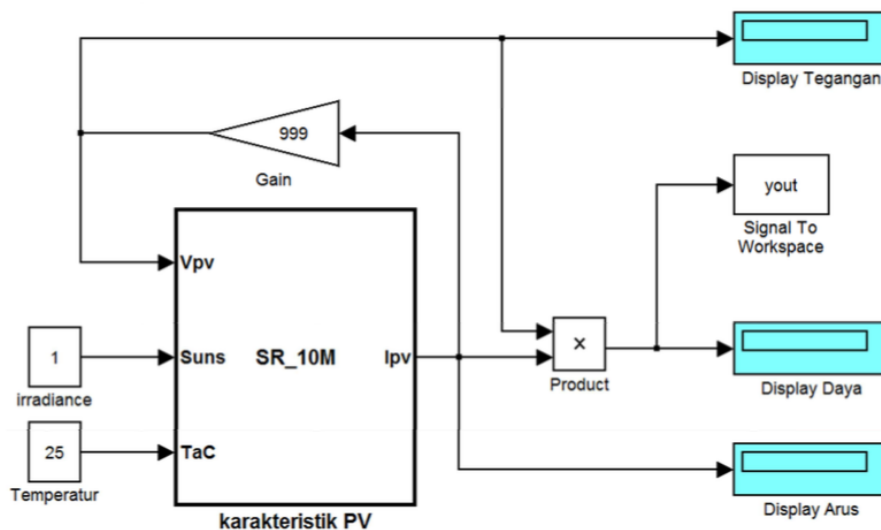 Display Tegangan
999
Gain
yout
Signal To
Workspace
Vpv
1
Suns
SR_10M
Ipv
×
irradiance
Product
Display Daya
25
TaC
Temperatur
karakteristik PV
Display Arus